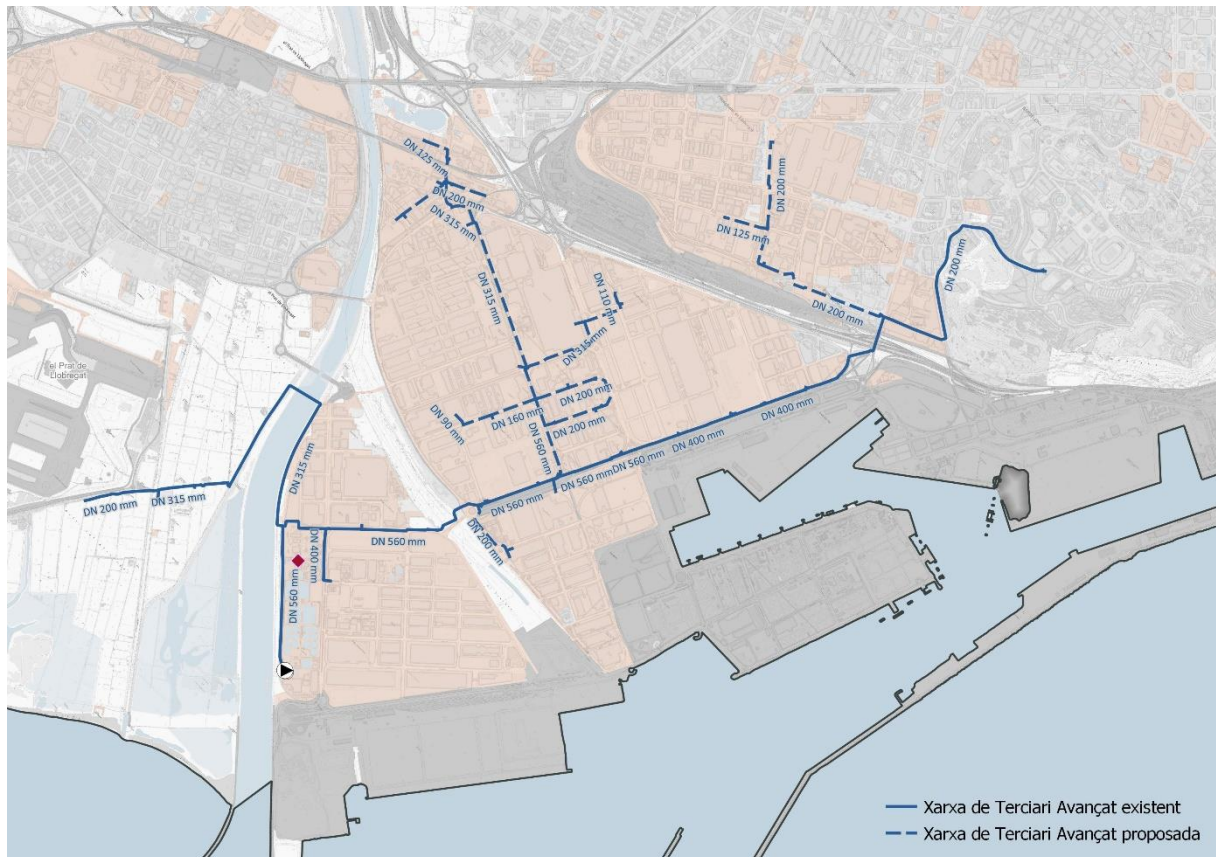 DN 125 mm
DN 200 mm
DN 315 mm
DN 315 mm
DN 110 mm
DN 315 mm
DN 200 mm
DN 160 mm
DN 90 mm
DN 200 mm
DN 560 mm
DN 200 mm
DN 125 mm
DN 200 mm
DN 200 mm
el Prat de
Llobregat
DN 400 mm
DN 400 mm
DN 560 mm
DN 560 mm
DN 560 mm
DN 200 mm
DN 315 mm
DN 200 mm
DN 315 mm
DN 560 mm
DN 400 mm
DN 560 mm
Xarxa de Terciari Avançat existent
Xarxa de Terciari Avançat proposada